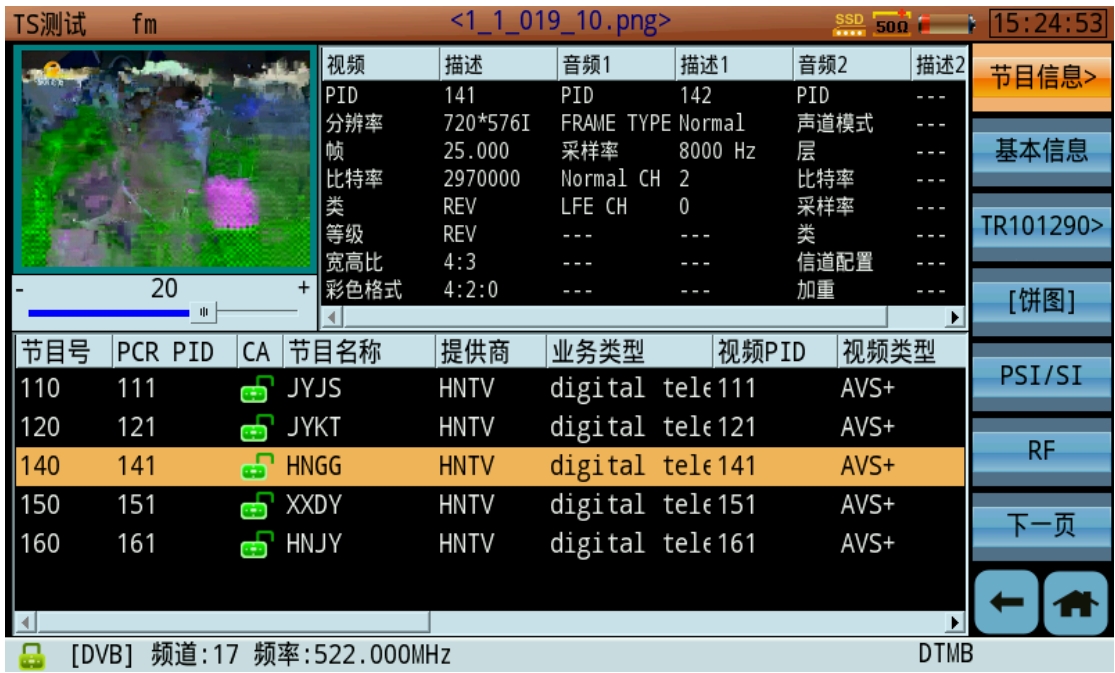 TS测试 fm <1_1_019_10.png> SSD 50Ω 15:24:53
视频 描述 音频1 描述1 音频2 描述2
PID 141 PID 142 PID ---
分辨率 720*576I FRAME TYPE Normal 声道模式 ---
帧 25.000 采样率 8000 Hz 层 ---
比特率 2970000 Normal CH 2 比特率 ---
类 REV LFE CH 0 采样率 ---
等级 REV --- --- 类 ---
宽高比 4:3 --- --- 信道配置 ---
彩色格式 4:2:0 --- --- 加重 ---
- 20 +
节目号 PCR PID CA 节目名称 提供商 业务类型 视频PID 视频类型
110 111 JYJS HNTV digital tele 111 AVS+
120 121 JYKT HNTV digital tele 121 AVS+
140 141 HNGG HNTV digital tele 141 AVS+
150 151 XXDY HNTV digital tele 151 AVS+
160 161 HNJY HNTV digital tele 161 AVS+
节目信息>
基本信息
TR101290>
[饼图]
PSI/SI
RF
下一页
[DVB] 频道:17 频率:522.000MHz DTMB